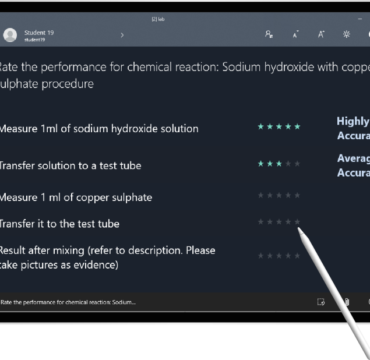 Student 19
student19
Rate the performance for chemical reaction: Sodium hydroxide with coppe
sulphate procedure
Measure 1ml of sodium hydroxide solution
Highly
Accura
Transfer solution to a test tube
Averag
Accura
Measure 1 ml of copper sulphate
Transfer it to the test tube
Result after mixing (refer to description. Please
take pictures as evidence)
Rate the performance for chemical reaction: Sodium...